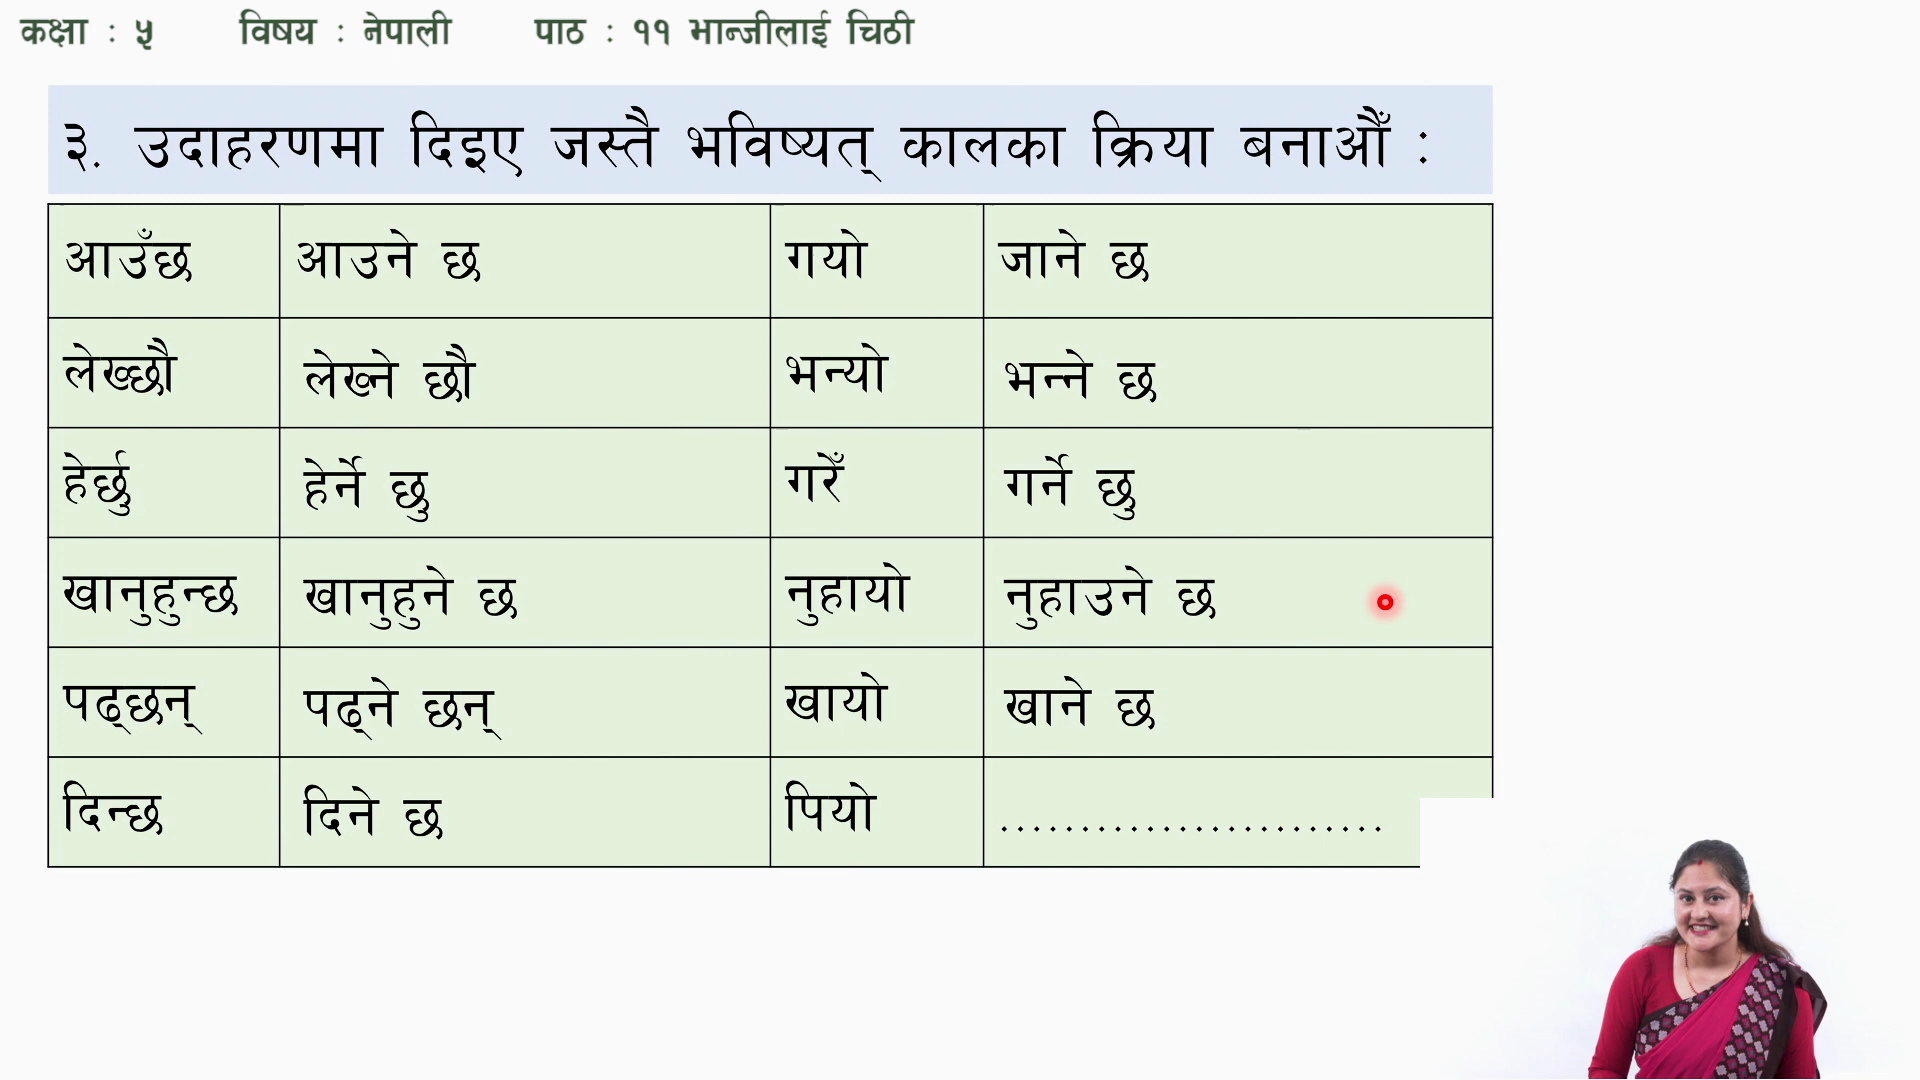 कक्षा : ५ विषय : नेपाली पाठ : ११ भान्जीलाई चिठी
३. उदाहरणमा दिइए जस्तै भविष्यत् कालका क्रिया बनाऔँ :
आउँछ आउने छ गयो जाने छ
लेख्छौ लेख्ने छौ भन्यो भन्ने छ
हेर्छु हेर्ने छु गरेँ गर्ने छु
खानुहुन्छ खानुहुने छ नुहायो नुहाउने छ
पढ्छन् पढ्ने छन् खायो खाने छ
दिन्छ दिने छ पियो ........................